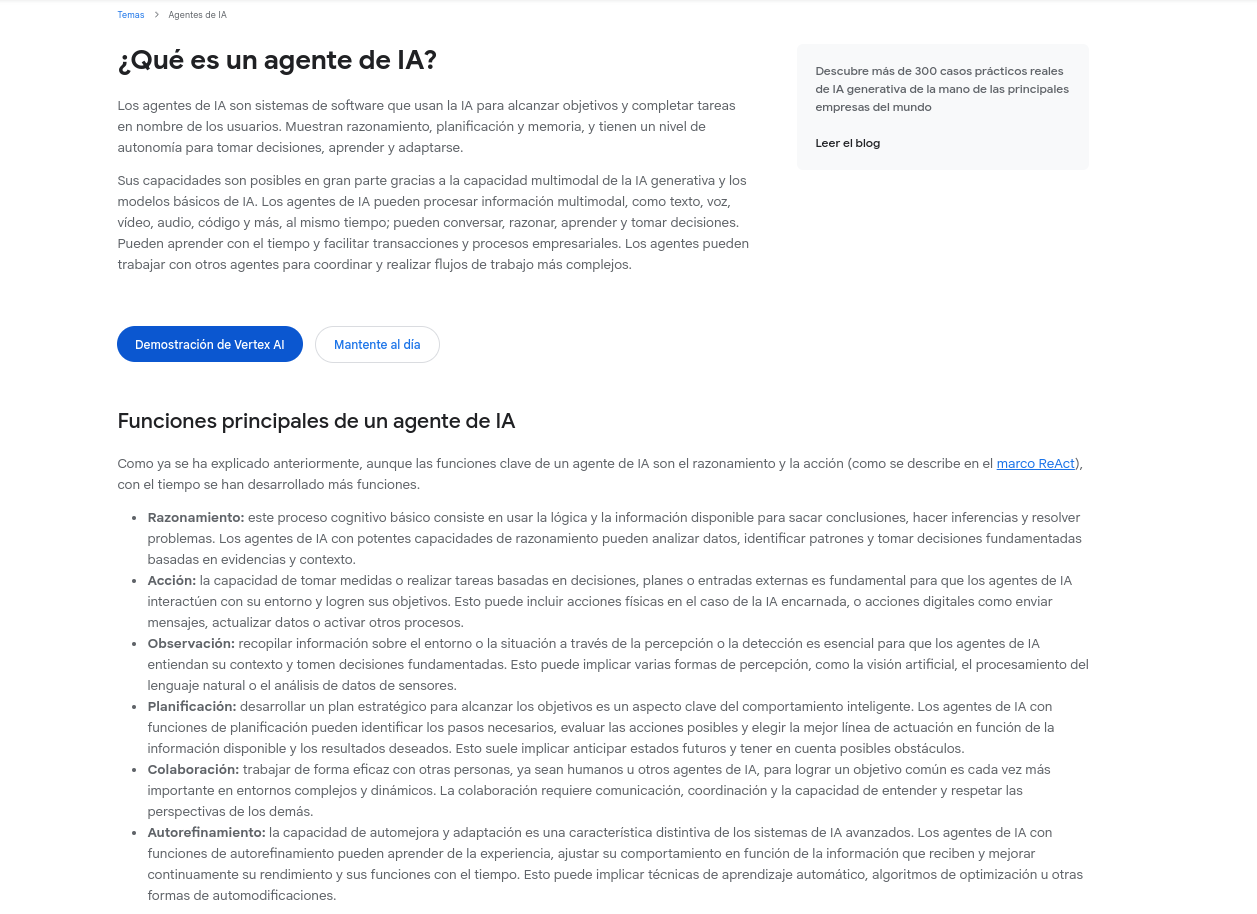 Temas > Agentes de IA
¿Qué es un agente de IA?
Los agentes de IA son sistemas de software que usan la IA para alcanzar objetivos y completar tareas
en nombre de los usuarios. Muestran razonamiento, planificación y memoria, y tienen un nivel de
autonomía para tomar decisiones, aprender y adaptarse.
Sus capacidades son posibles en gran parte gracias a la capacidad multimodal de la IA generativa y los
modelos básicos de IA. Los agentes de IA pueden procesar información multimodal, como texto, voz,
vídeo, audio, código y más, al mismo tiempo; pueden conversar, razonar, aprender y tomar decisiones.
Pueden aprender con el tiempo y facilitar transacciones y procesos empresariales. Los agentes pueden
trabajar con otros agentes para coordinar y realizar flujos de trabajo más complejos.
Descubre más de 300 casos prácticos reales
de IA generativa de la mano de las principales
empresas del mundo
Leer el blog
Demostración de Vertex AI
Mantente al día
Funciones principales de un agente de IA
Como ya se ha explicado anteriormente, aunque las funciones clave de un agente de IA son el razonamiento y la acción (como se describe en el marco ReAct),
con el tiempo se han desarrollado más funciones.
• Razonamiento: este proceso cognitivo básico consiste en usar la lógica y la información disponible para sacar conclusiones, hacer inferencias y resolver
problemas. Los agentes de IA con potentes capacidades de razonamiento pueden analizar datos, identificar patrones y tomar decisiones fundamentadas
basadas en evidencias y contexto.
• Acción: la capacidad de tomar medidas o realizar tareas basadas en decisiones, planes o entradas externas es fundamental para que los agentes de IA
interactúen con su entorno y logren sus objetivos. Esto puede incluir acciones físicas en el caso de la IA encarnada, o acciones digitales como enviar
mensajes, actualizar datos o activar otros procesos.
• Observación: recopilar información sobre el entorno o la situación a través de la percepción o la detección es esencial para que los agentes de IA
entiendan su contexto y tomen decisiones fundamentadas. Esto puede implicar varias formas de percepción, como la visión artificial, el procesamiento del
lenguaje natural o el análisis de datos de sensores.
• Planificación: desarrollar un plan estratégico para alcanzar los objetivos es un aspecto clave del comportamiento inteligente. Los agentes de IA con
funciones de planificación pueden identificar los pasos necesarios, evaluar las acciones posibles y elegir la mejor línea de actuación en función de la
información disponible y los resultados deseados. Esto suele implicar anticipar estados futuros y tener en cuenta posibles obstáculos.
• Colaboración: trabajar de forma eficaz con otras personas, ya sean humanos u otros agentes de IA, para lograr un objetivo común es cada vez más
importante en entornos complejos y dinámicos. La colaboración requiere comunicación, coordinación y la capacidad de entender y respetar las
perspectivas de los demás.
• Autorefinamiento: la capacidad de automejora y adaptación es una característica distintiva de los sistemas de IA avanzados. Los agentes de IA con
funciones de autorefinamiento pueden aprender de la experiencia, ajustar su comportamiento en función de la información que reciben y mejorar
continuamente su rendimiento y sus funciones con el tiempo. Esto puede implicar técnicas de aprendizaje automático, algoritmos de optimización u otras
formas de automodificaciones.